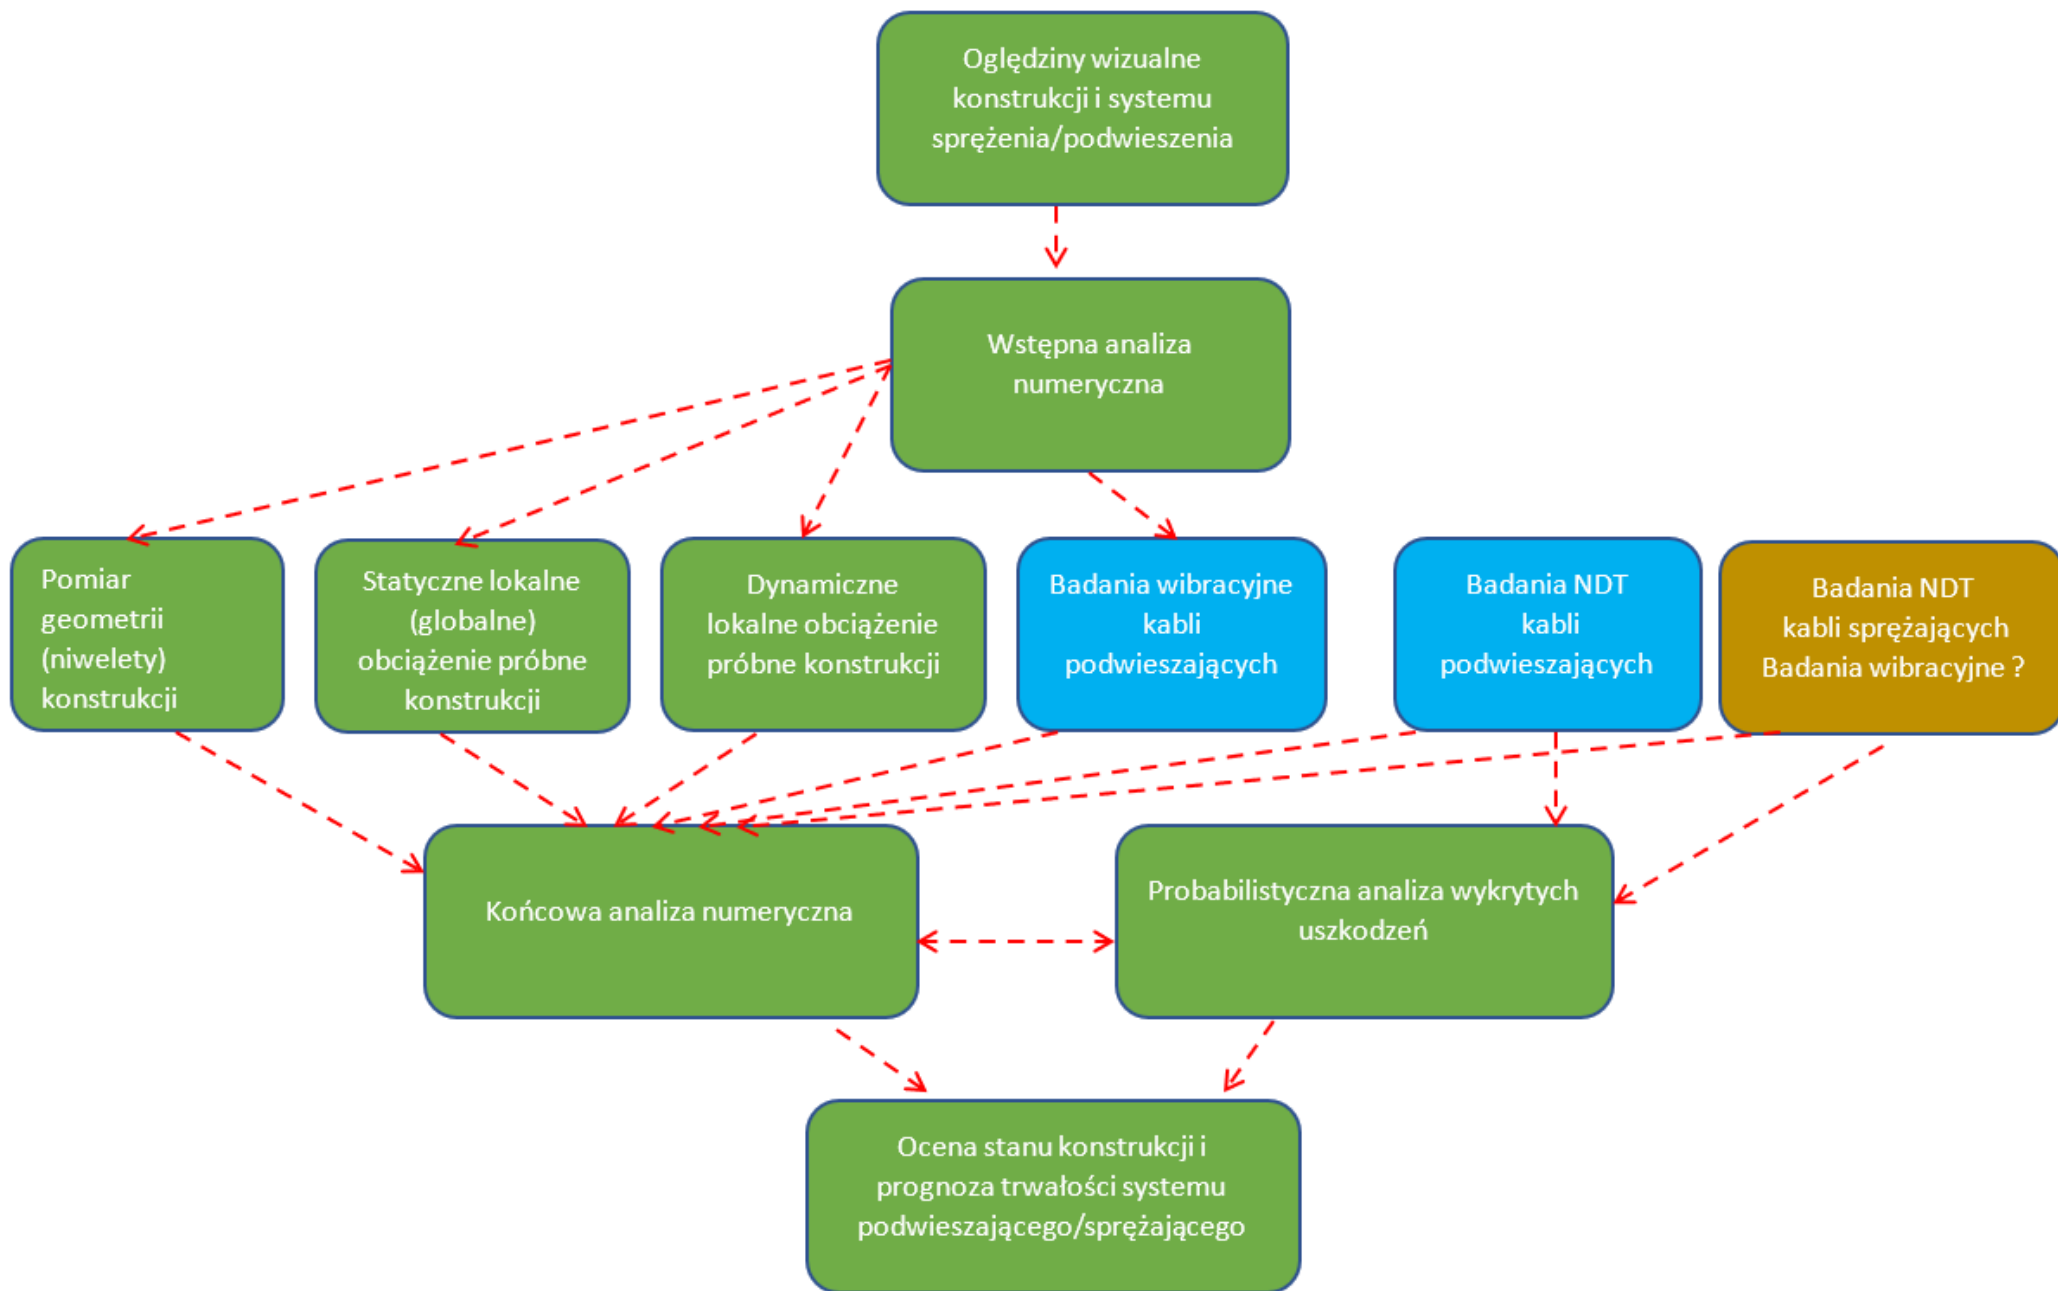 Oględziny wizualne
konstrukcji i systemu
sprężenia/podwieszenia
Wstępna analiza
numeryczna
Pomiar
geometrii
(niwelety)
konstrukcji
Statyczne lokalne
(globalne)
obciążenie próbne
konstrukcji
Dynamiczne
lokalne obciążenie
próbne konstrukcji
Badania wibracyjne
kabli
podwieszających
Badania NDT
kabli
podwieszających
Badania NDT
kabli sprężających
Badania wibracyjne ?
Końcowa analiza numeryczna
Probabilistyczna analiza wykrytych
uszkodzeń
Ocena stanu konstrukcji i
prognoza trwałości systemu
podwieszającego/sprężającego